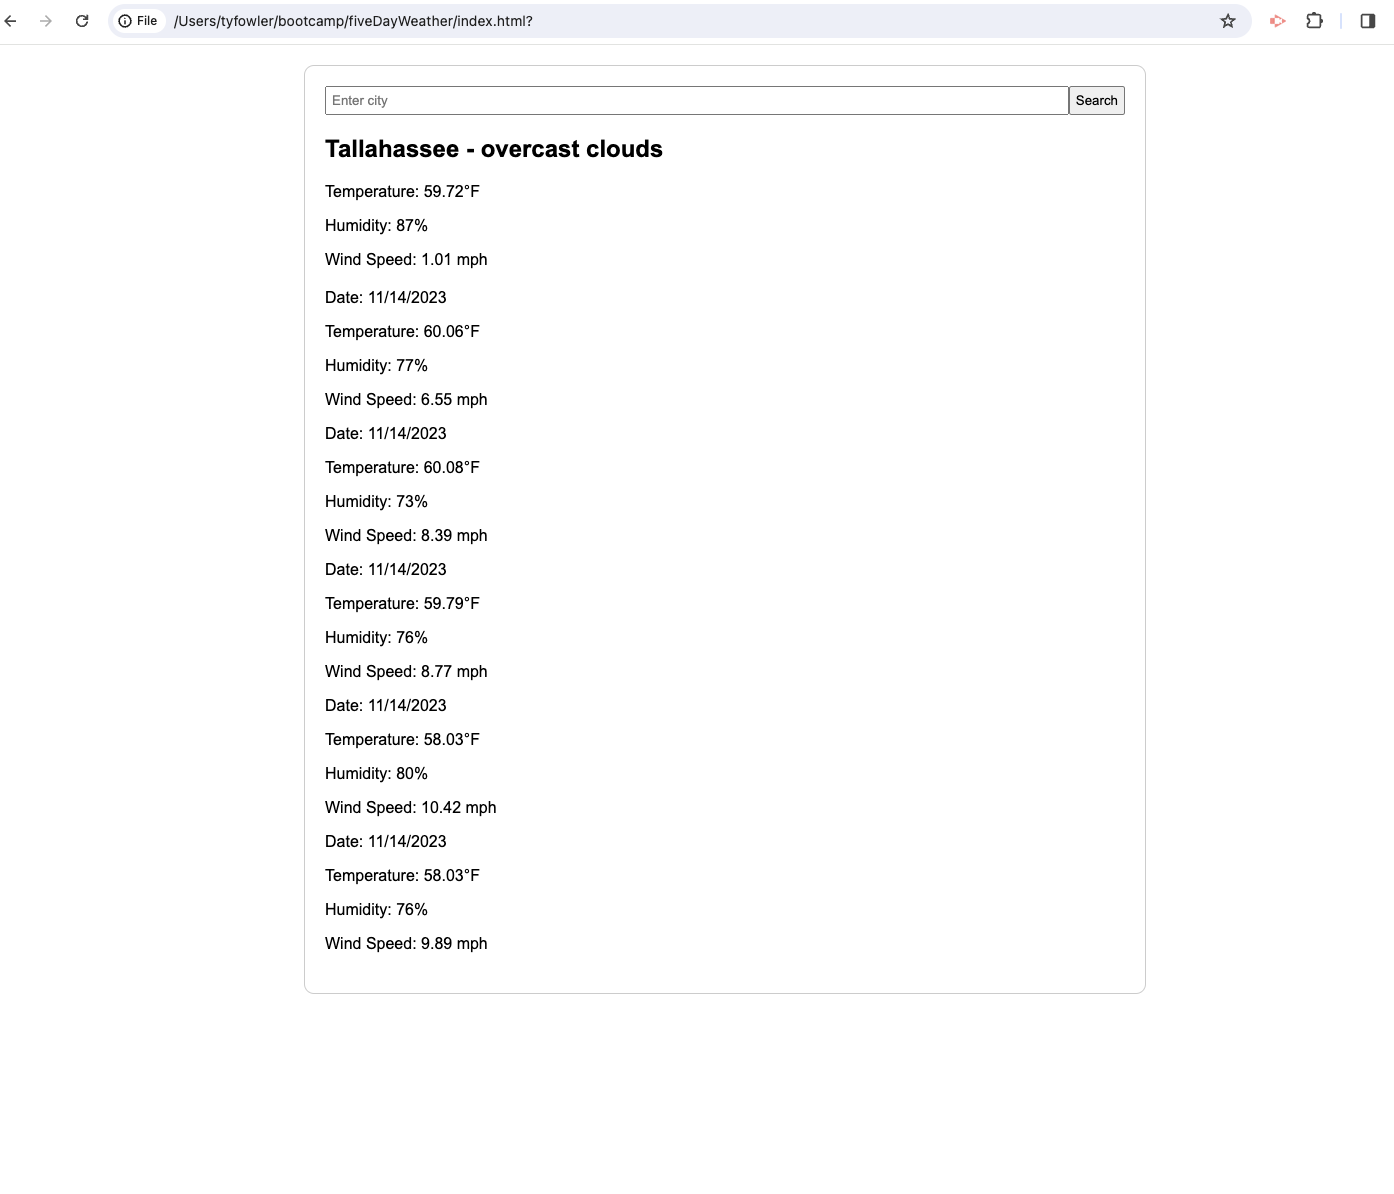 File /Users/tyfowler/bootcamp/fiveDayWeather/index.html?
Enter city Search
Tallahassee - overcast clouds
Temperature: 59.72°F
Humidity: 87%
Wind Speed: 1.01 mph
Date: 11/14/2023
Temperature: 60.06°F
Humidity: 77%
Wind Speed: 6.55 mph
Date: 11/14/2023
Temperature: 60.08°F
Humidity: 73%
Wind Speed: 8.39 mph
Date: 11/14/2023
Temperature: 59.79°F
Humidity: 76%
Wind Speed: 8.77 mph
Date: 11/14/2023
Temperature: 58.03°F
Humidity: 80%
Wind Speed: 10.42 mph
Date: 11/14/2023
Temperature: 58.03°F
Humidity: 76%
Wind Speed: 9.89 mph